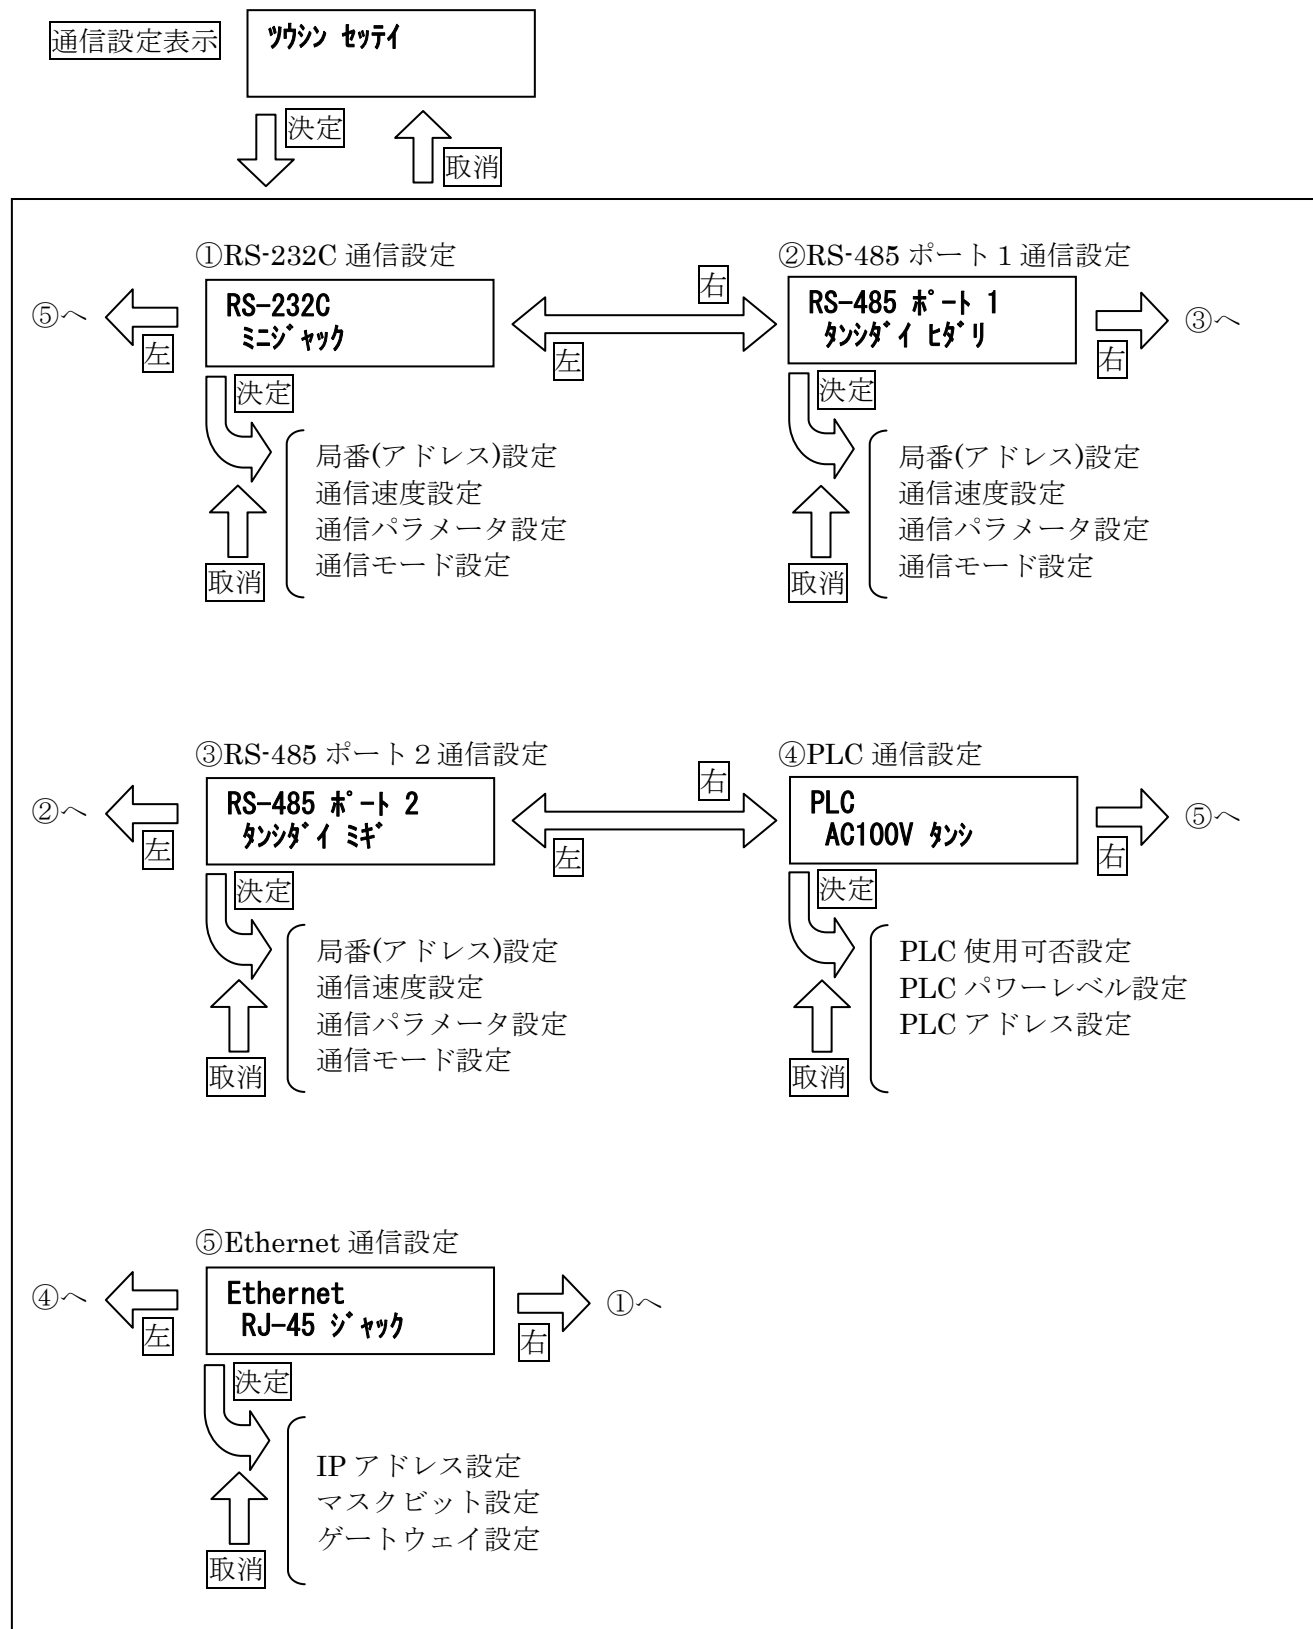 通信設定表示
ﾂｳｼﾝ ｾｯﾃｲ
決定
取消
①RS-232C 通信設定
⑤へ
左
RS-232C
ﾐﾆｼﾞｬｯｸ
右
左
②RS-485 ポート１通信設定
RS-485 ﾎﾟｰﾄ 1
ﾀﾝｼﾀﾞｲ ﾋﾀﾞﾘ
③へ
右
決定
局番(アドレス)設定
通信速度設定
通信パラメータ設定
通信モード設定
取消
決定
局番(アドレス)設定
通信速度設定
通信パラメータ設定
通信モード設定
取消
③RS-485 ポート２通信設定
②へ
左
RS-485 ﾎﾟｰﾄ 2
ﾀﾝｼﾀﾞｲ ﾐｷﾞ
右
左
④PLC 通信設定
PLC
AC100V ﾀﾝｼ
⑤へ
右
決定
局番(アドレス)設定
通信速度設定
通信パラメータ設定
通信モード設定
取消
決定
PLC 使用可否設定
PLC パワーレベル設定
PLC アドレス設定
取消
⑤Ethernet 通信設定
④へ
左
Ethernet
RJ-45 ｼﾞｬｯｸ
右
①へ
決定
IP アドレス設定
マスクビット設定
ゲートウェイ設定
取消